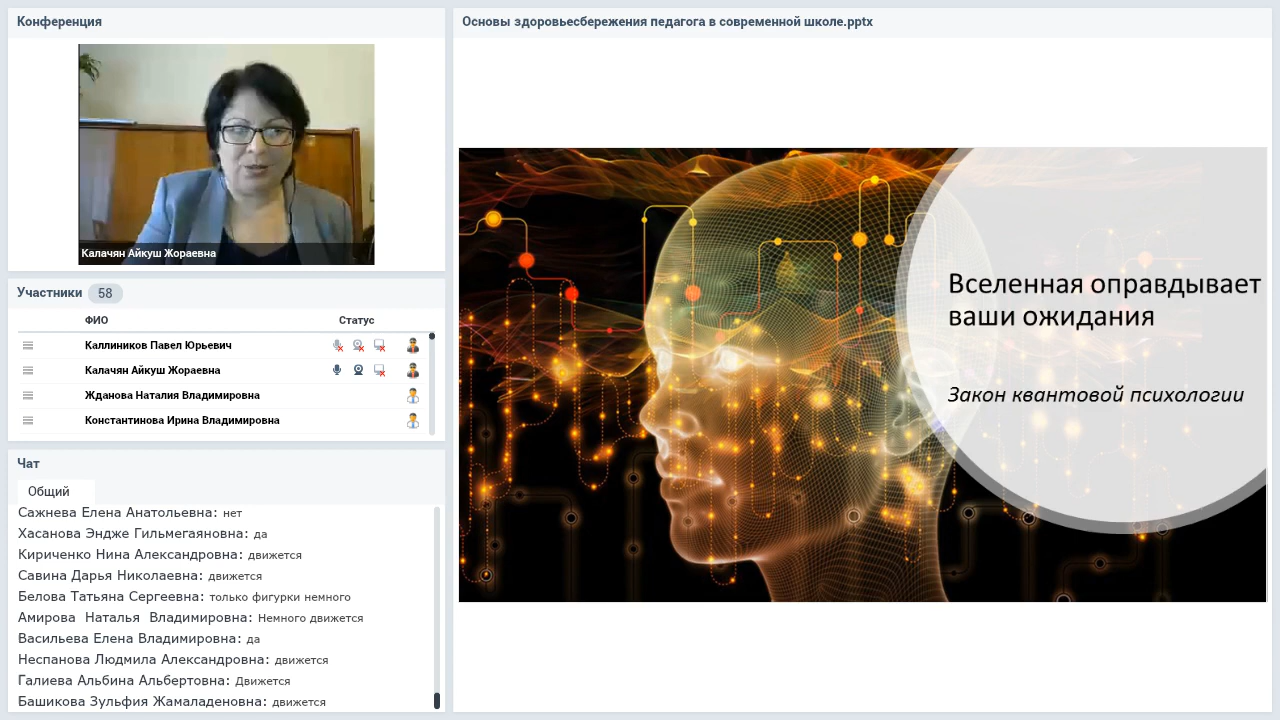 Конференция
Калачян Айкуш Жораевна
Участники 58
ФИО Статус
Каллиников Павел Юрьевич
Калачян Айкуш Жораевна
Жданова Наталия Владимировна
Константинова Ирина Владимировна
Чат
Общий
Сажнева Елена Анатольевна: нет
Хасанова Эндже Гильмегаяновна: да
Кириченко Нина Александровна: движется
Савина Дарья Николаевна: движется
Белова Татьяна Сергеевна: только фигурки немного
Амирова Наталья Владимировна: Немного движется
Васильева Елена Владимировна: да
Неспанова Людмила Александровна: движется
Галиева Альбина Альбертовна: Движется
Башикова Зульфия Жамаладеновна: движется
Основы здоровьесбережения педагога в современной школе.pptx
Вселенная оправдывает
ваши ожидания
Закон квантовой психологии